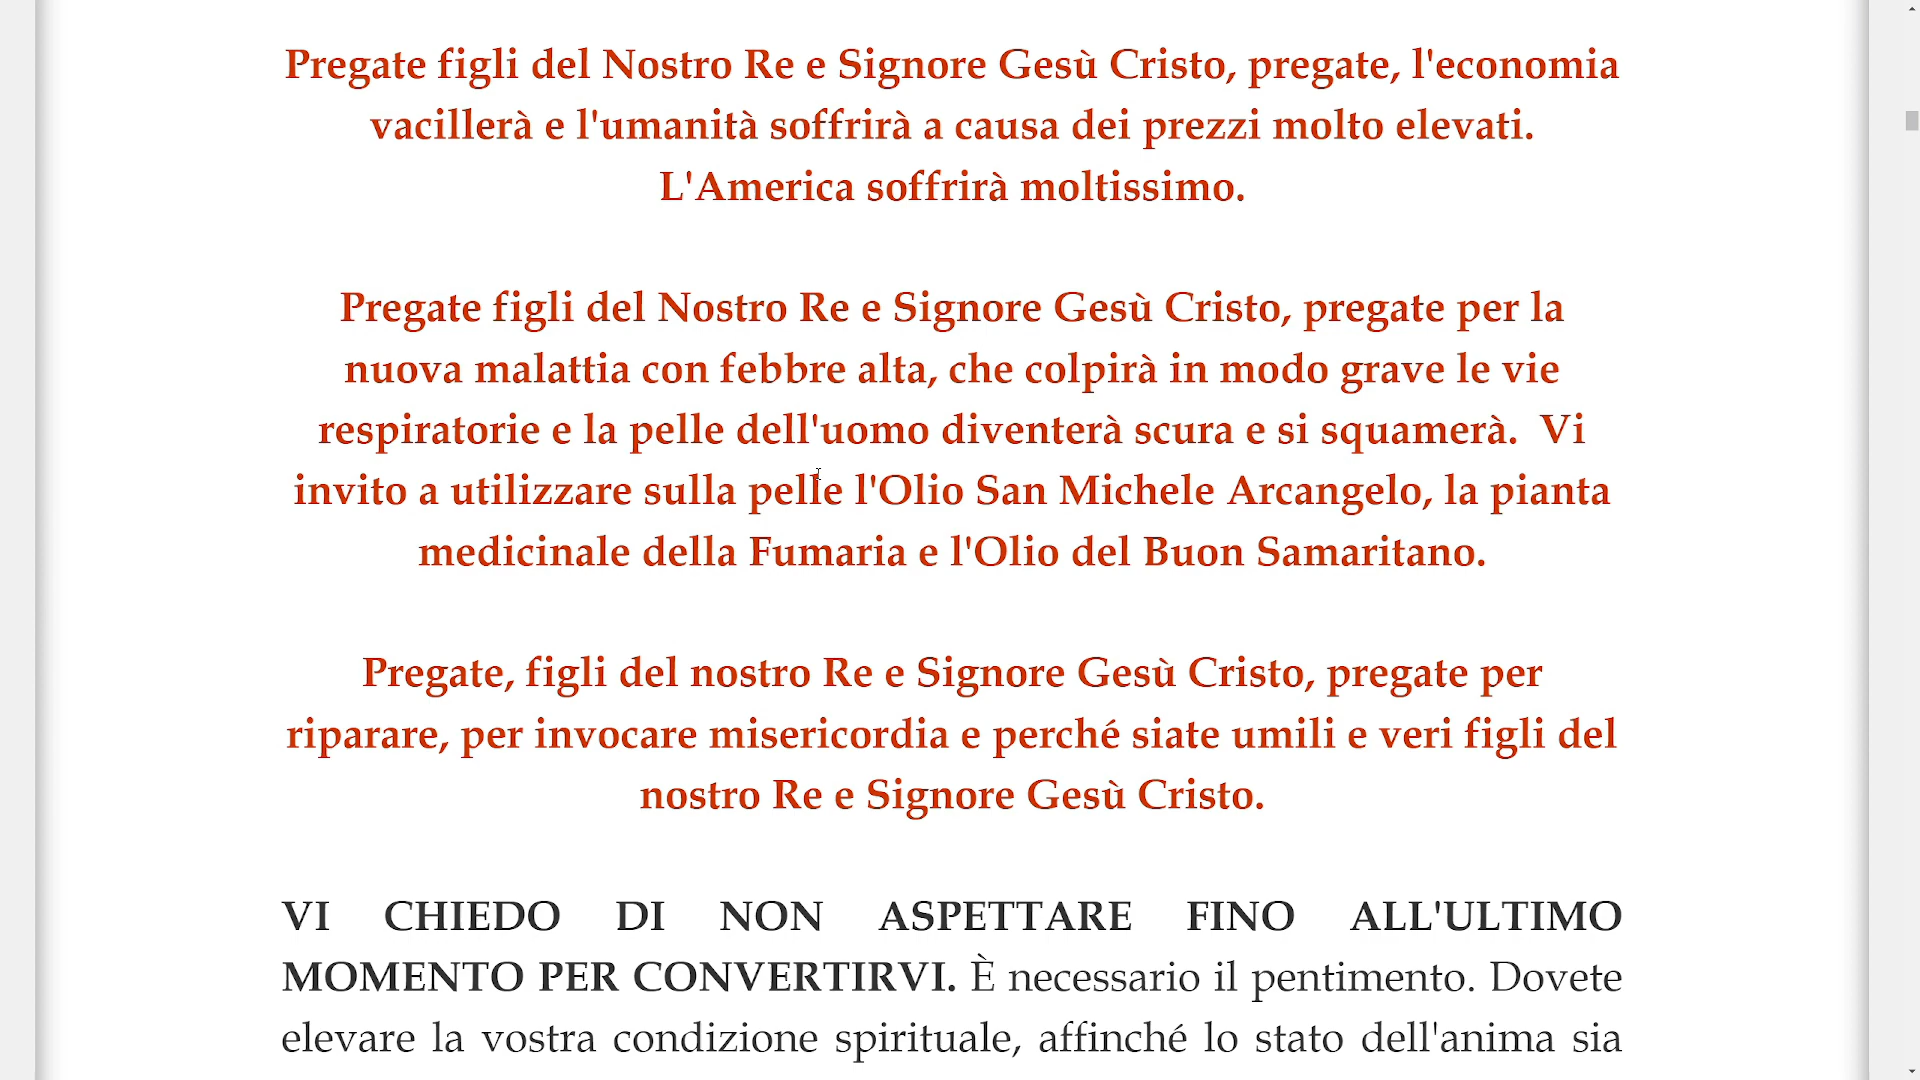 Pregate figli del Nostro Re e Signore Gesù Cristo, pregate, l'economia
vacillerà e l'umanità soffrirà a causa dei prezzi molto elevati.
L'America soffrirà moltissimo.
Pregate figli del Nostro Re e Signore Gesù Cristo, pregate per la
nuova malattia con febbre alta, che colpirà in modo grave le vie
respiratorie e la pelle dell'uomo diventerà scura e si squamerà.  Vi
invito a utilizzare sulla pelle l'Olio San Michele Arcangelo, la pianta
medicinale della Fumaria e l'Olio del Buon Samaritano.
Pregate, figli del nostro Re e Signore Gesù Cristo, pregate per
riparare, per invocare misericordia e perché siate umili e veri figli del
nostro Re e Signore Gesù Cristo.
VI CHIEDO DI NON ASPETTARE FINO ALL'ULTIMO
MOMENTO PER CONVERTIRVI. È necessario il pentimento. Dovete
elevare la vostra condizione spirituale, affinché lo stato dell'anima sia